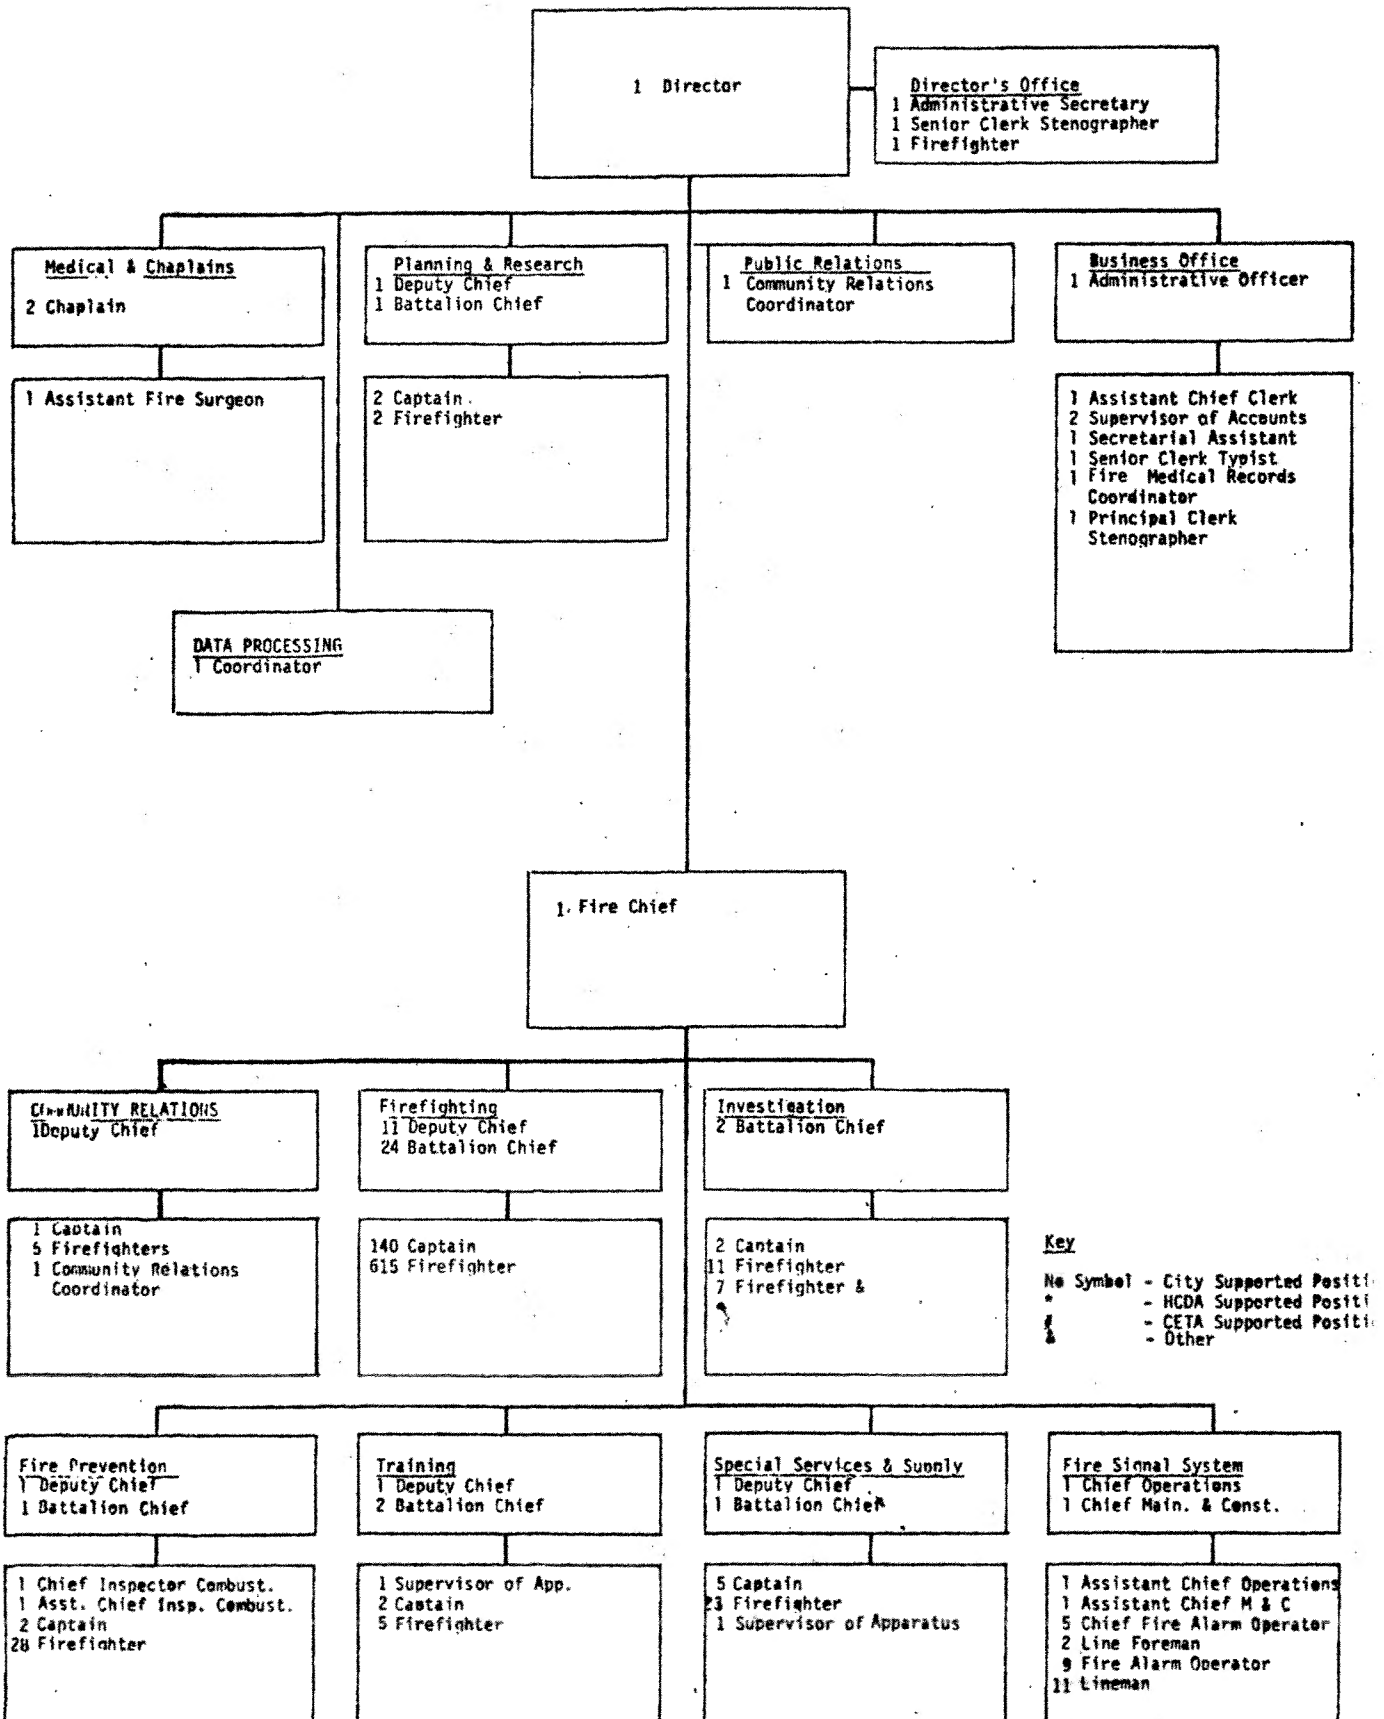 1 Director
Director's Office
1 Administrative Secretary
1 Senior Clerk Stenographer
1 Firefighter
Medical & Chaplains
2 Chaplain
1 Assistant Fire Surgeon
Planning & Research
1 Deputy Chief
1 Battalion Chief
2 Captain
2 Firefighter
Public Relations
1 Community Relations
Coordinator
Business Office
1 Administrative Officer
1 Assistant Chief Clerk
2 Supervisor of Accounts
1 Secretarial Assistant
1 Senior Clerk Typist
1 Fire Medical Records
Coordinator
1 Principal Clerk
Stenographer
DATA PROCESSING
1 Coordinator
1 Fire Chief
COMMUNITY RELATIONS
1Deputy Chief
1 Captain
5 Firefighters
1 Community Relations
Coordinator
Firefighting
11 Deputy Chief
24 Battalion Chief
140 Captain
615 Firefighter
Investigation
2 Battalion Chief
2 Captain
11 Firefighter
7 Firefighter &
Key
No Symbol - City Supported Positi
* - HCDA Supported Positi
# - CETA Supported Positi
& - Other
Fire Prevention
1 Deputy Chief
1 Battalion Chief
1 Chief Inspector Combust.
1 Asst. Chief Insp. Combust.
2 Captain
28 Firefighter
Training
1 Deputy Chief
2 Battalion Chief
1 Supervisor of App.
2 Captain
5 Firefighter
Special Services & Supply
1 Deputy Chief
1 Battalion Chief
5 Captain
23 Firefighter
1 Supervisor of Apparatus
Fire Signal System
1 Chief Operations
1 Chief Main. & Const.
1 Assistant Chief Operations
1 Assistant Chief M & C
5 Chief Fire Alarm Operator
2 Line Foreman
9 Fire Alarm Operator
11 Lineman